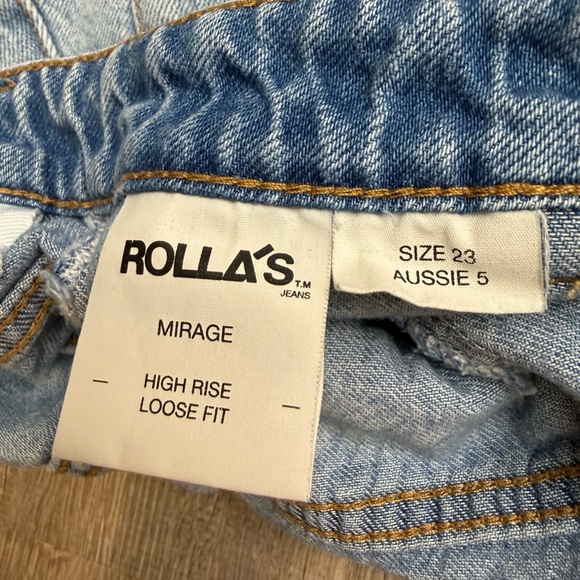 ROLLA'S T.M
JEANS
MIRAGE
HIGH RISE
LOOSE FIT
SIZE 23
AUSSIE 5